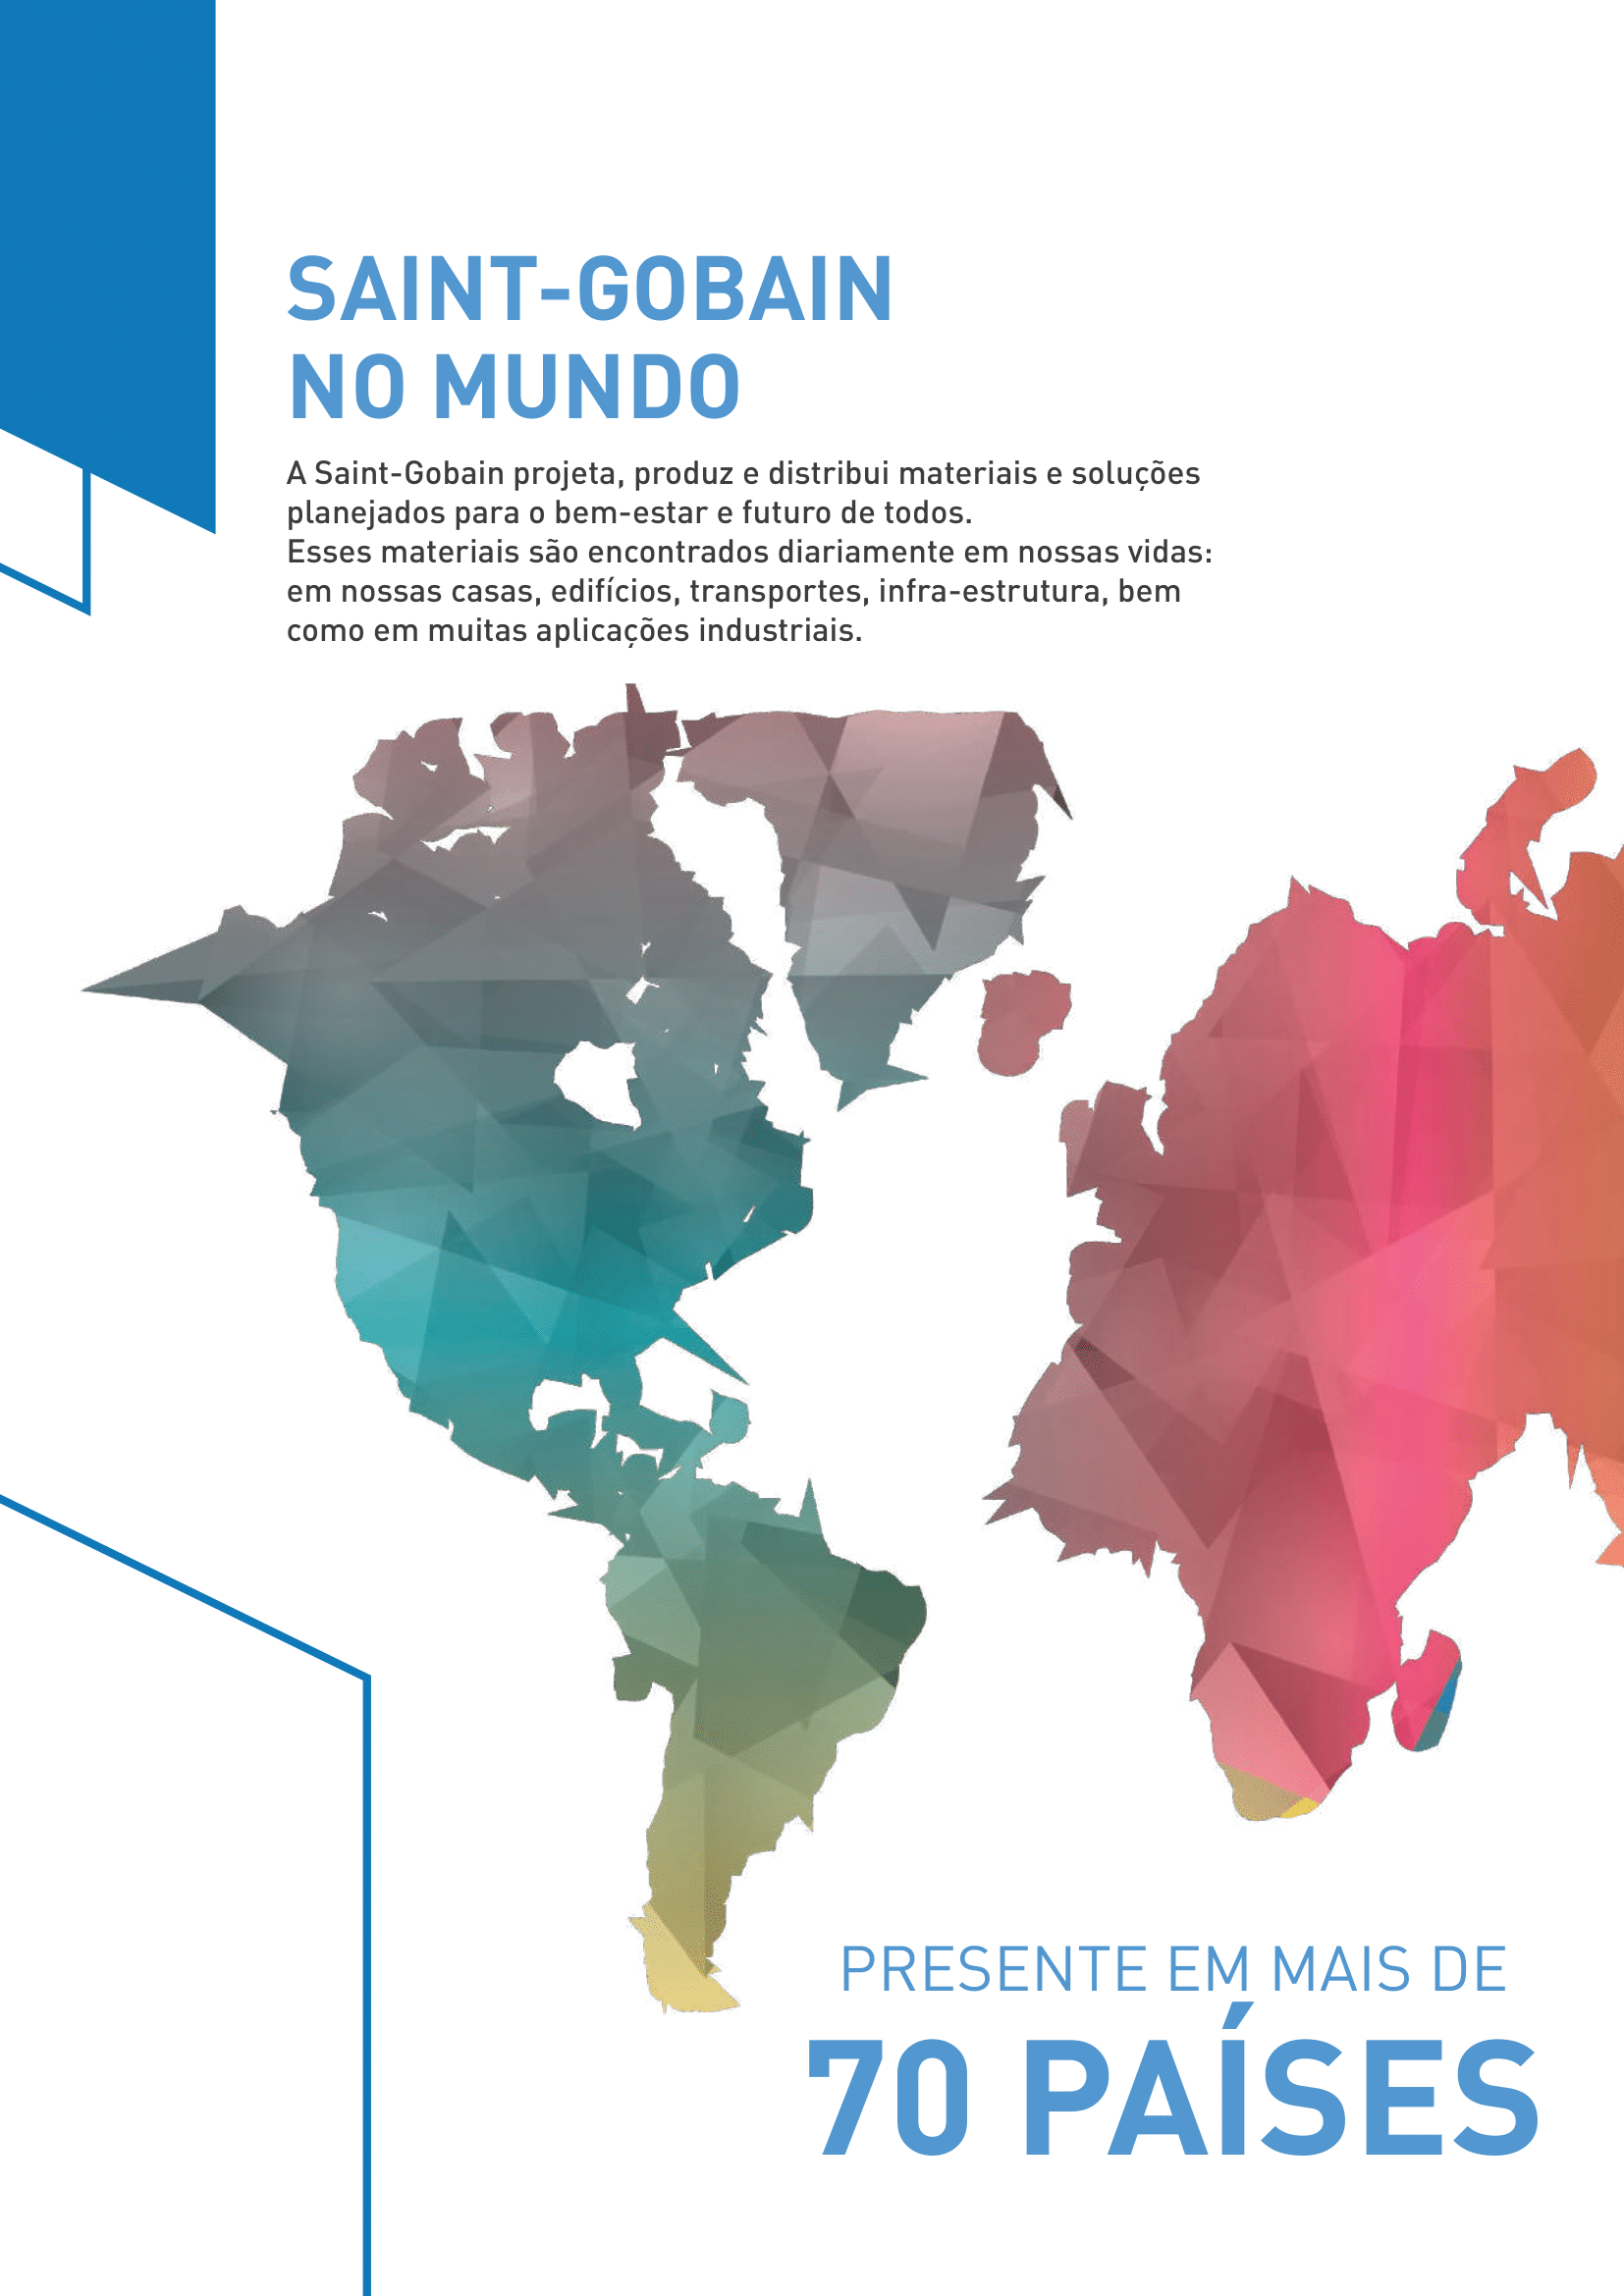 SAINT-GOBAIN
NO MUNDO
A Saint-Gobain projeta, produz e distribui materiais e soluções
planejados para o bem-estar e futuro de todos.
Esses materiais são encontrados diariamente em nossas vidas:
em nossas casas, edifícios, transportes, infra-estrutura, bem
como em muitas aplicações industriais.
PRESENTE EM MAIS DE
70 PAÍSES